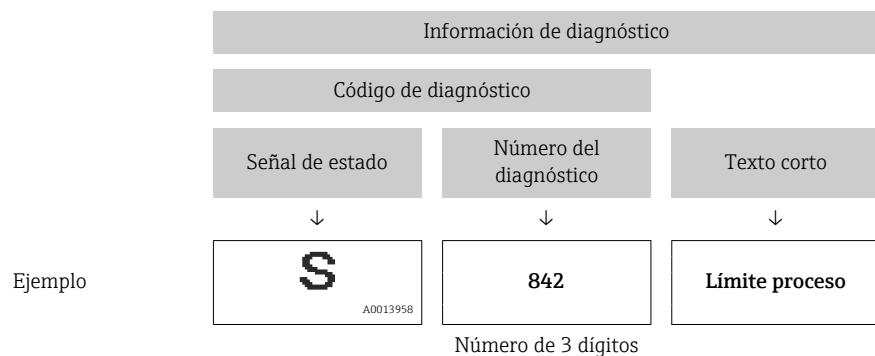 Información de diagnóstico
Código de diagnóstico
Señal de estado
Número del
diagnóstico
Texto corto
↓ ↓ ↓
Ejemplo
S
A0013958
842
Límite proceso
Número de 3 dígitos